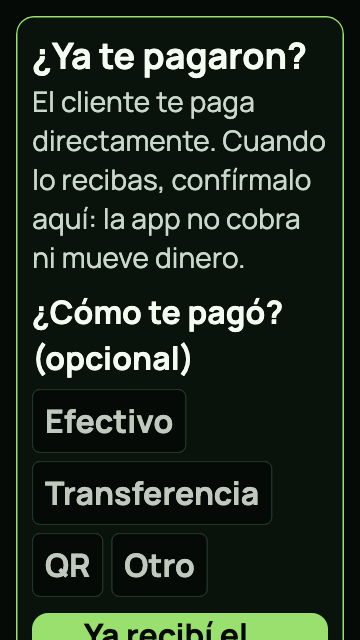 ¿Ya te pagaron?
El cliente te paga
directamente. Cuando
lo recibas, confírmalo
aquí: la app no cobra
ni mueve dinero.
¿Cómo te pagó?
(opcional)
Efectivo
Transferencia
QR Otro
Ya recibí el